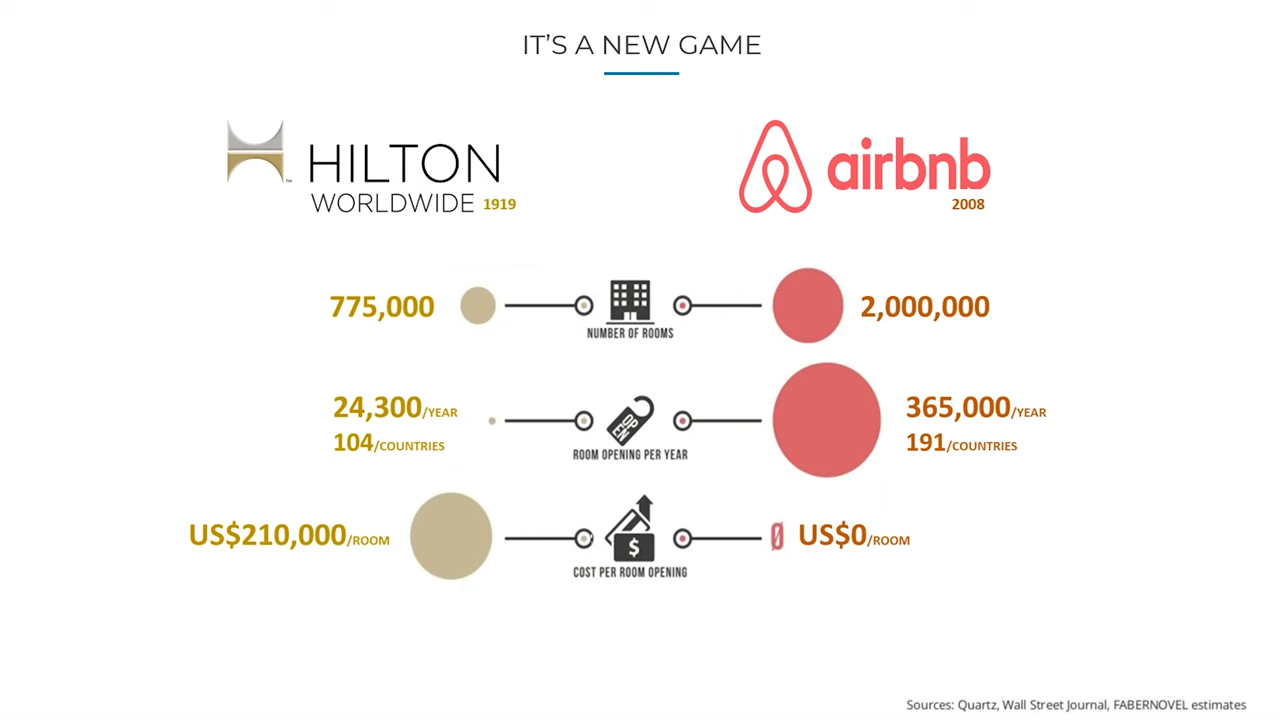 IT'S A NEW GAME
HILTON
WORLDWIDE 1919
™
airbnb
2008
775,000
NUMBER OF ROOMS
2,000,000
24,300/YEAR
104/COUNTRIES
OPEN
ROOM OPENING PER YEAR
365,000/YEAR
191/COUNTRIES
US$210,000/ROOM
$
COST PER ROOM OPENING
Ø US$0/ROOM
Sources: Quartz, Wall Street Journal, FABERNOVEL estimates